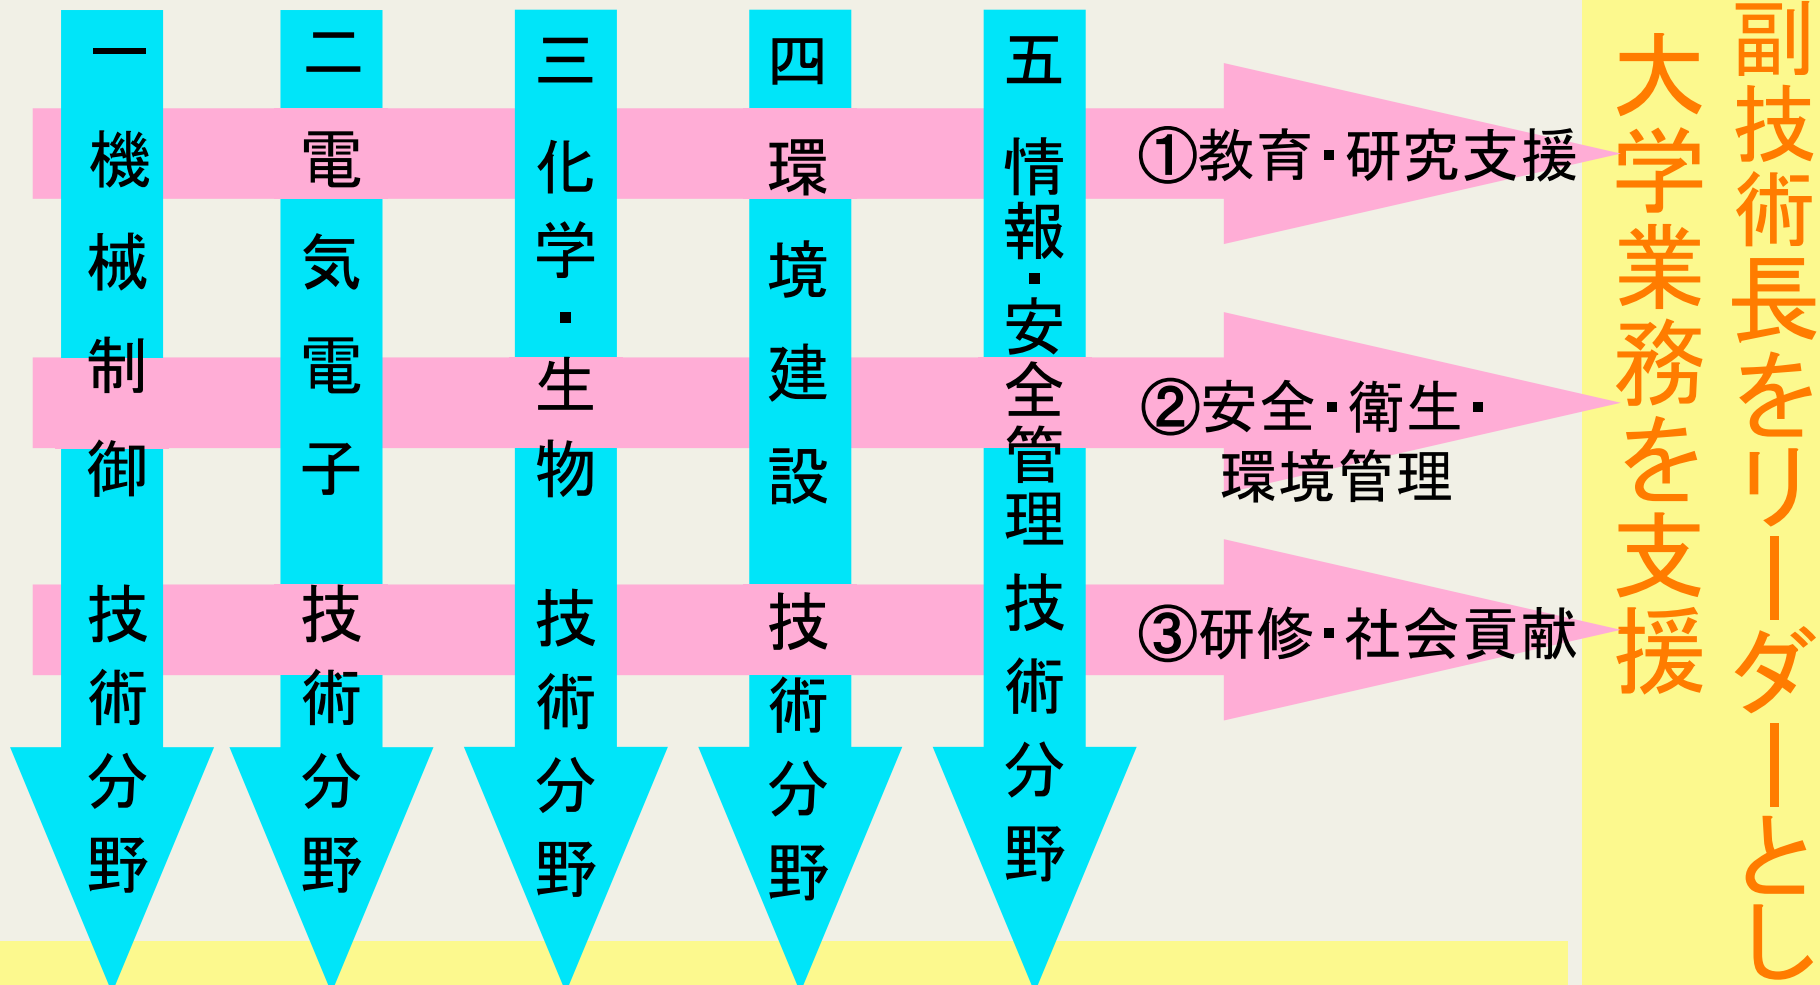 一 機械制御 技術分野
二 電気電子 技術分野
三 化学・生物 技術分野
四 環境建設 技術分野
五 情報・安全管理 技術分野
①教育・研究支援
②安全・衛生・
環境管理
③研修・社会貢献
副技術長をリーダーとし
大学業務を支援